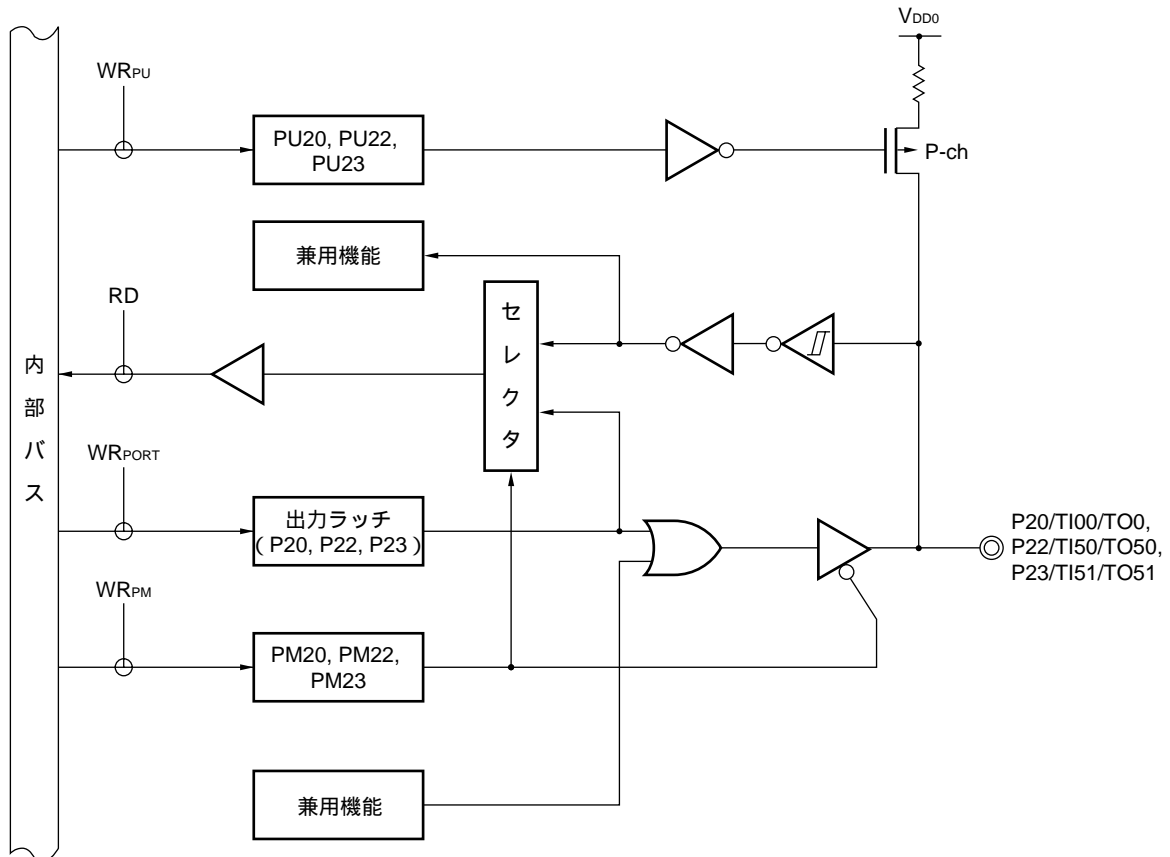 VDD0
WRPU
PU20, PU22,
PU23
P-ch
兼用機能
RD
セレクタ
内部バス
WRPORT
出力ラッチ
( P20, P22, P23 )
P20/TI00/TO0,
P22/TI50/TO50,
P23/TI51/TO51
WRPM
PM20, PM22,
PM23
兼用機能